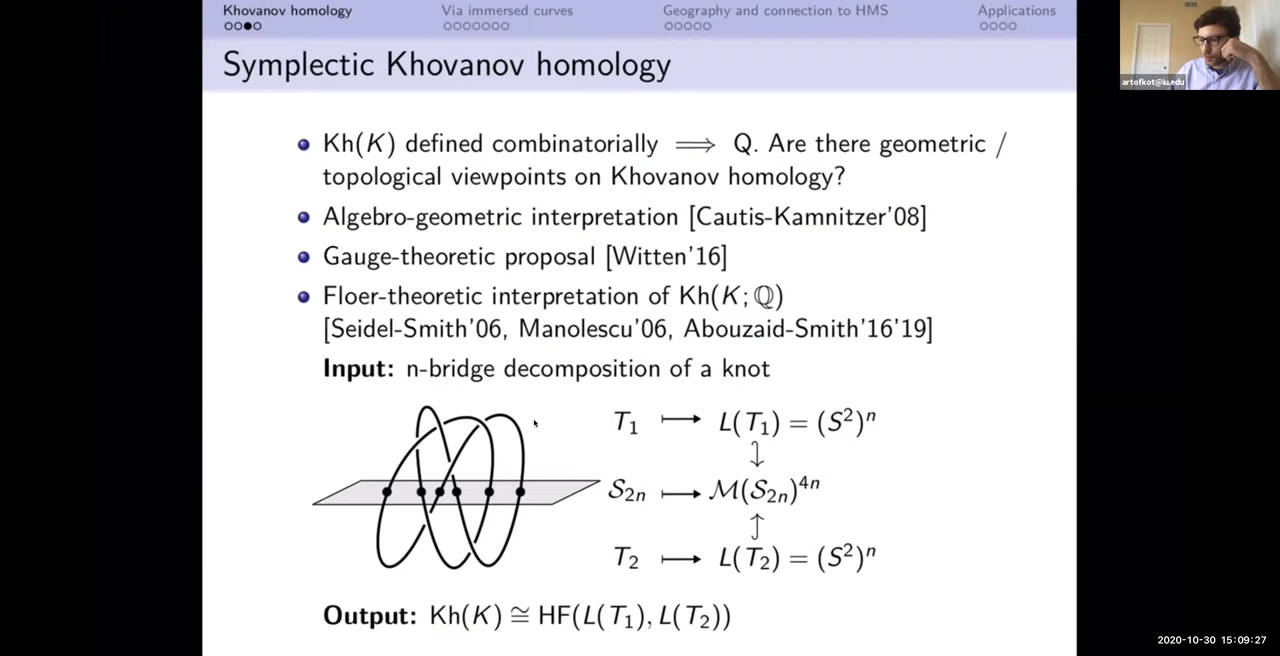 Khovanov homology Via immersed curves Geography and connection to HMS Applications
artofkot@iu.edu
Symplectic Khovanov homology
Kh(K) defined combinatorially ⟹ Q. Are there geometric /
topological viewpoints on Khovanov homology?
Algebro-geometric interpretation [Cautis-Kamnitzer'08]
Gauge-theoretic proposal [Witten'16]
Floer-theoretic interpretation of Kh(K; ℚ)
[Seidel-Smith'06, Manolescu'06, Abouzaid-Smith'16'19]
Input: n-bridge decomposition of a knot
T₁ ⟼ L(T₁) = (S²)ⁿ
S₂ₙ ⟼ M(S₂ₙ)⁴ⁿ
T₂ ⟼ L(T₂) = (S²)ⁿ
Output: Kh(K) ≅ HF(L(T₁), L(T₂))
2020-10-30 15:09:27